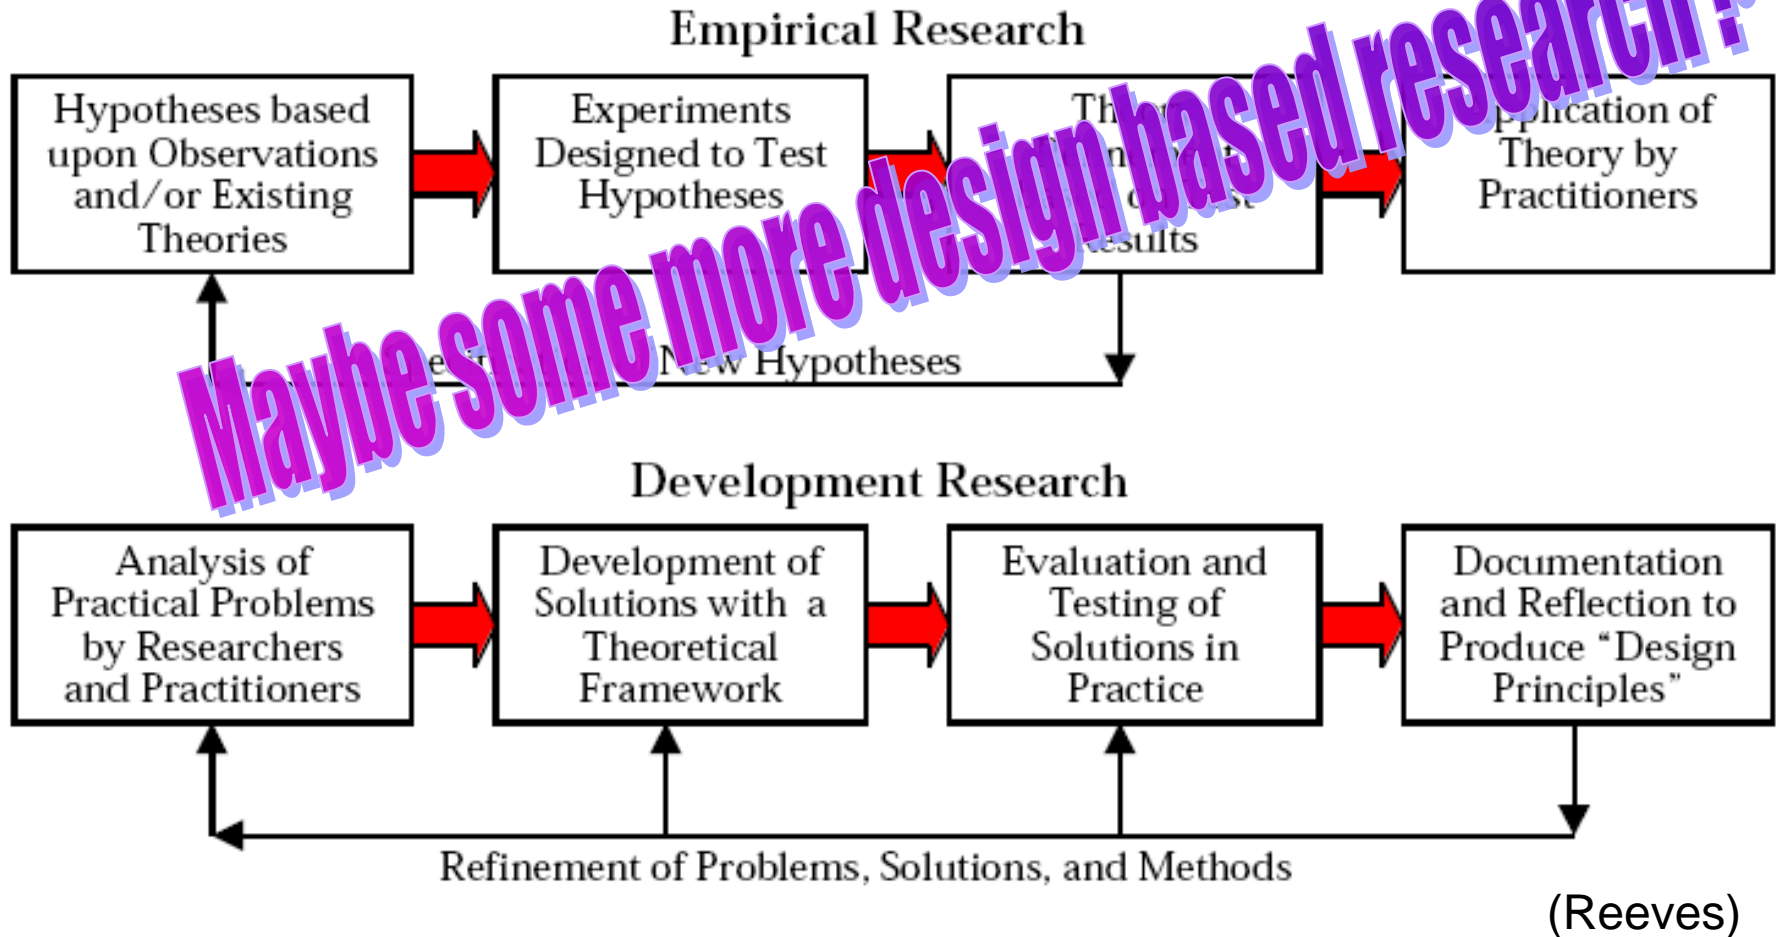 Empirical Research
Hypotheses based
upon Observations
and/or Existing
Theories
Experiments
Designed to Test
Hypotheses
Results
Application of
Theory by
Practitioners
New Hypotheses
Maybe some more design based research ?
Development Research
Analysis of
Practical Problems
by Researchers
and Practitioners
Development of
Solutions with a
Theoretical
Framework
Evaluation and
Testing of
Solutions in
Practice
Documentation
and Reflection to
Produce “Design
Principles”
Refinement of Problems, Solutions, and Methods
(Reeves)